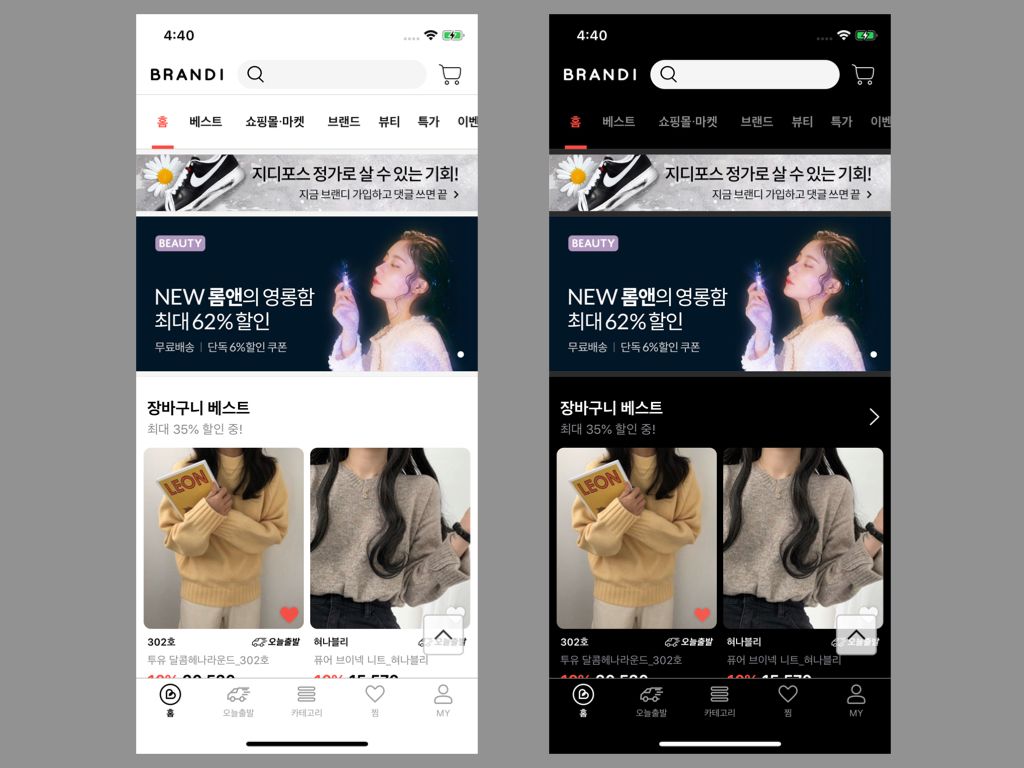 4:40
BRANDI
홈 베스트 쇼핑몰·마켓 브랜드 뷰티 특가 이벤
지디포스 정가로 살 수 있는 기회!
지금 브랜디 가입하고 댓글 쓰면 끝
BEAUTY
NEW 롬앤의 영롱함
최대 62% 할인
무료배송 | 단독 6%할인 쿠폰
장바구니 베스트
최대 35% 할인 중!
LEON
302호 오늘출발
혀나블리 오늘출발
투유 달콤헤나라운드_302호
퓨어 브이넥 니트_혀나블리
홈 오늘출발 카테고리 찜 MY
4:40
BRANDI
홈 베스트 쇼핑몰·마켓 브랜드 뷰티 특가 이벤
지디포스 정가로 살 수 있는 기회!
지금 브랜디 가입하고 댓글 쓰면 끝
BEAUTY
NEW 롬앤의 영롱함
최대 62% 할인
무료배송 | 단독 6%할인 쿠폰
장바구니 베스트
최대 35% 할인 중!
LEON
302호 오늘출발
혀나블리 오늘출발
투유 달콤헤나라운드_302호
퓨어 브이넥 니트_혀나블리
홈 오늘출발 카테고리 찜 MY